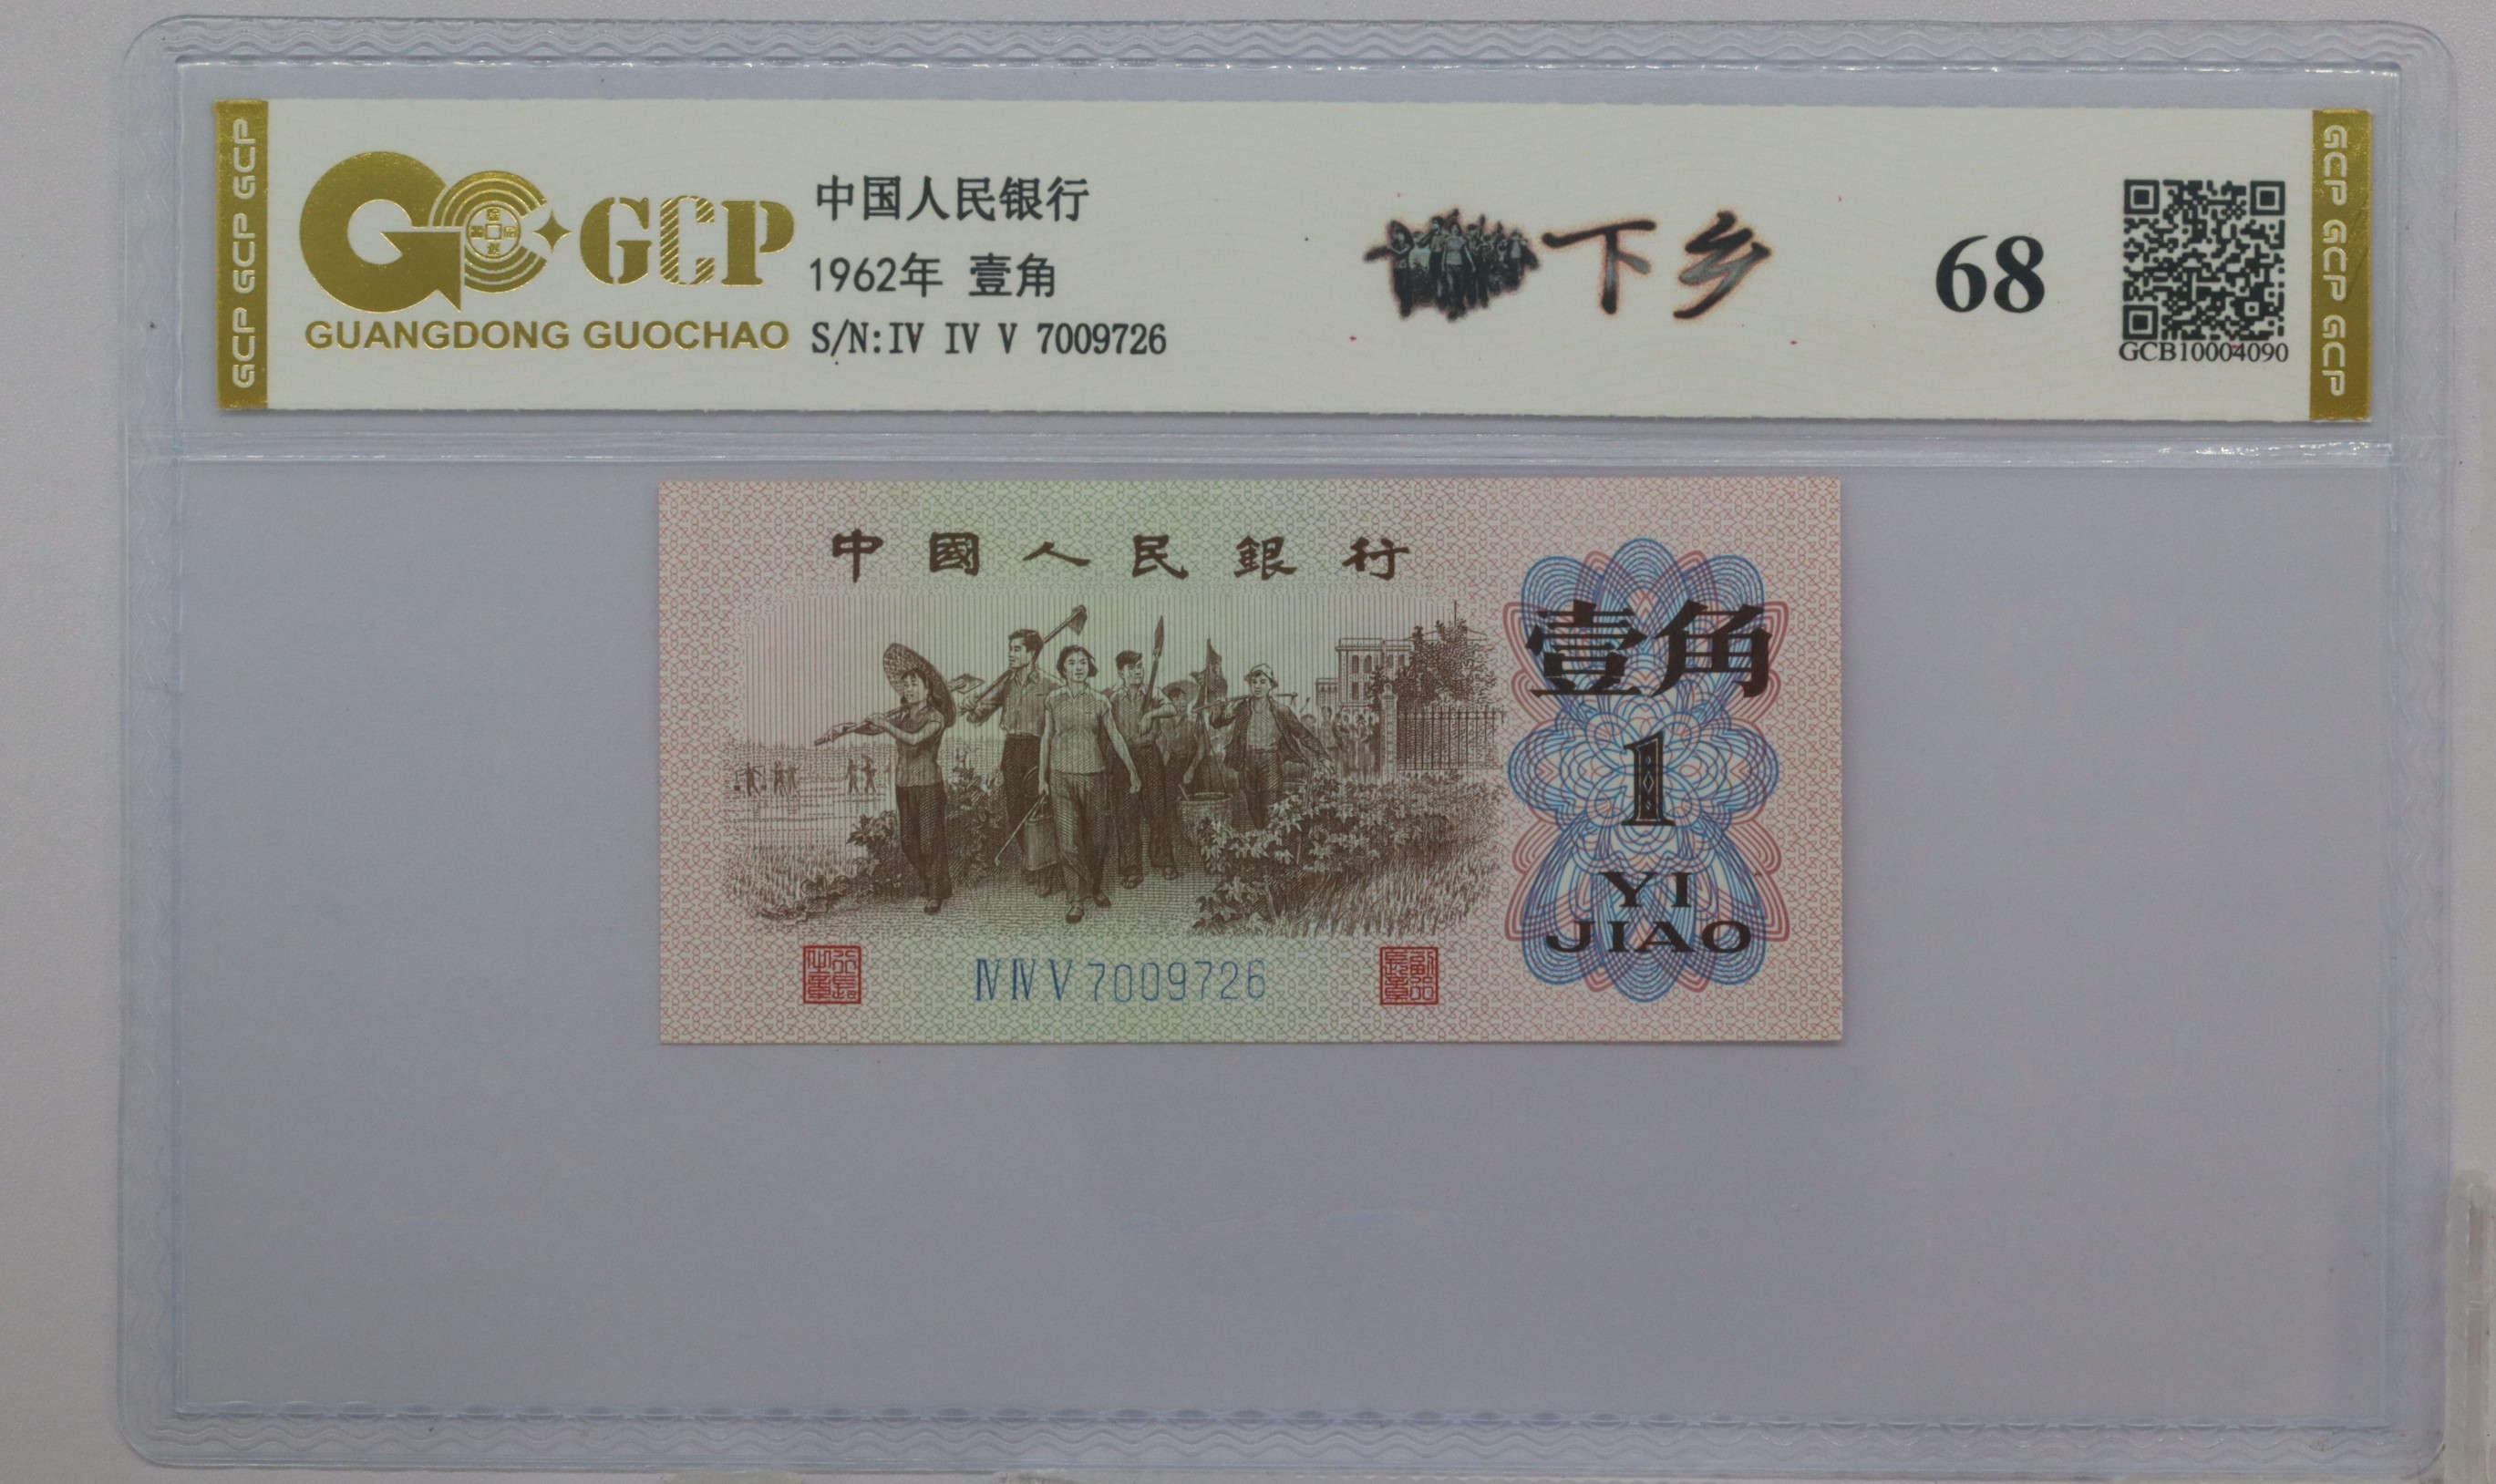 GCP GCP GCP
GCP
GUANGDONG GUOCHAO
中国人民银行
1962年 壹角
S/N:IV IV V 7009726
下乡
68
GCB10004090
GCP GCP GCP
中國人民銀行
壹角
1
YI
JIAO
IV IV V 7009726